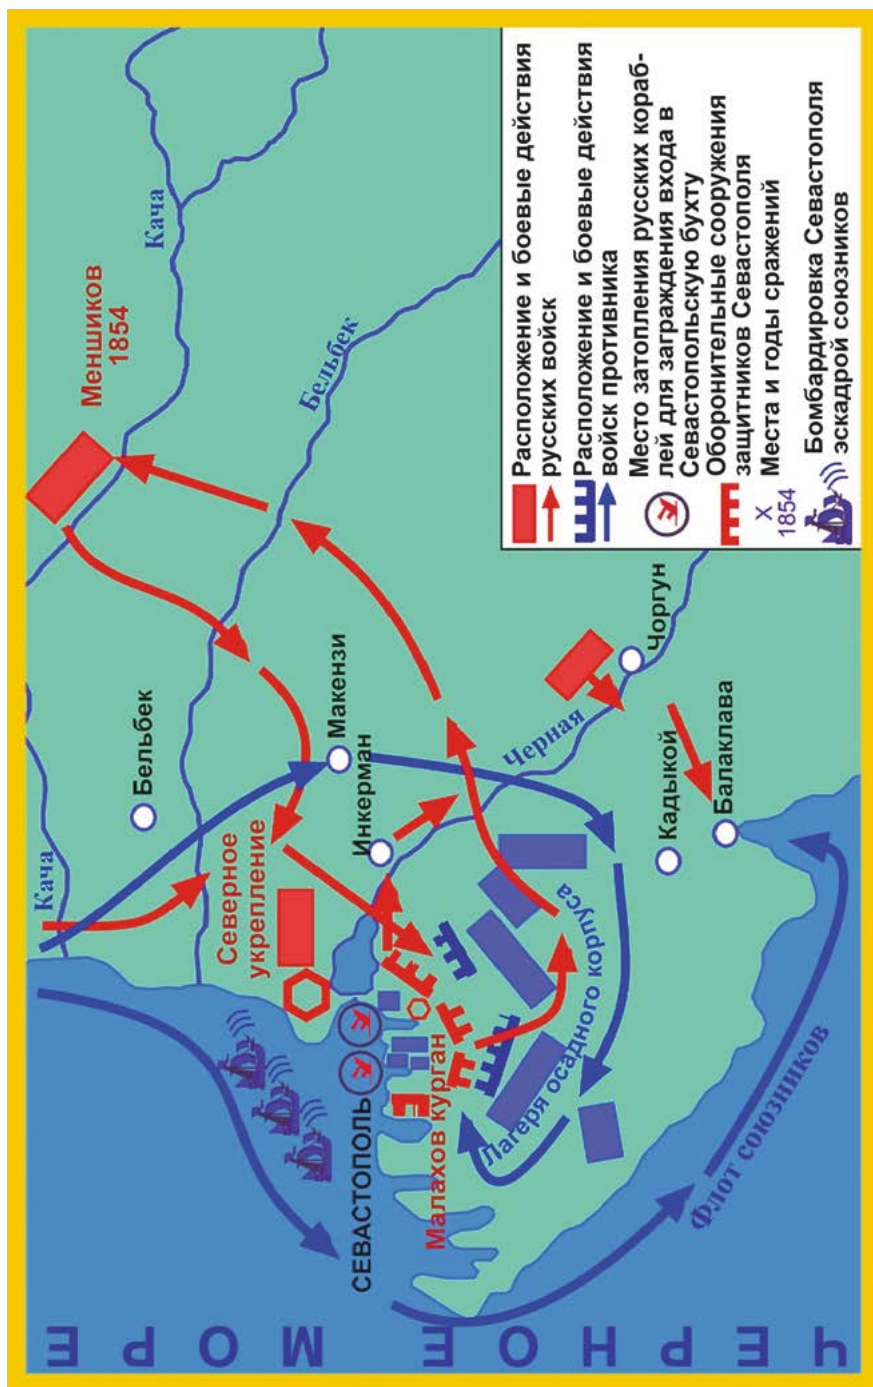 ЧЕРНОЕ МОРЕ
Кача
Кача
Меншиков
1854
Бельбек
Бельбек
Северное
укрепление
Макензи
Инкерман
СЕВАСТОПОЛЬ
Малахов курган
Черная
Чоргун
Лагеря осадного корпуса
Кадыкой
Балаклава
Флот союзников
Расположение и боевые действия
русских войск
Расположение и боевые действия
войск противника
Место затопления русских кораб-
лей для заграждения входа в
Севастопольскую бухту
Оборонительные сооружения
защитников Севастополя
X
1854
Места и годы сражений
Бомбардировка Севастополя
эскадрой союзников